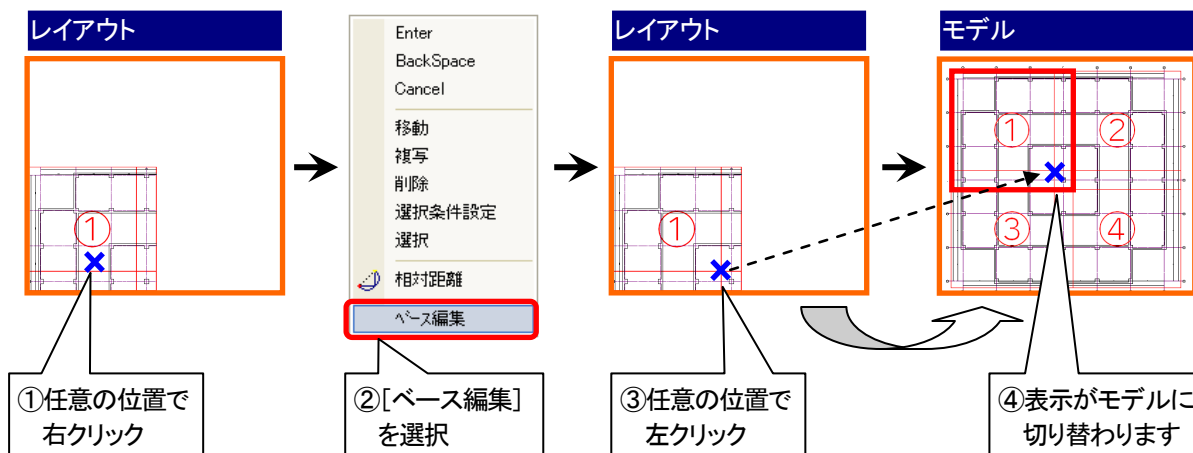 レイアウト
①
①任意の位置で
右クリック
Enter
BackSpace
Cancel
移動
複写
削除
選択条件設定
選択
相対距離
ベース編集
②[ベース編集]
を選択
レイアウト
①
③任意の位置で
左クリック
モデル
① ②
③ ④
④表示がモデルに
切り替わります